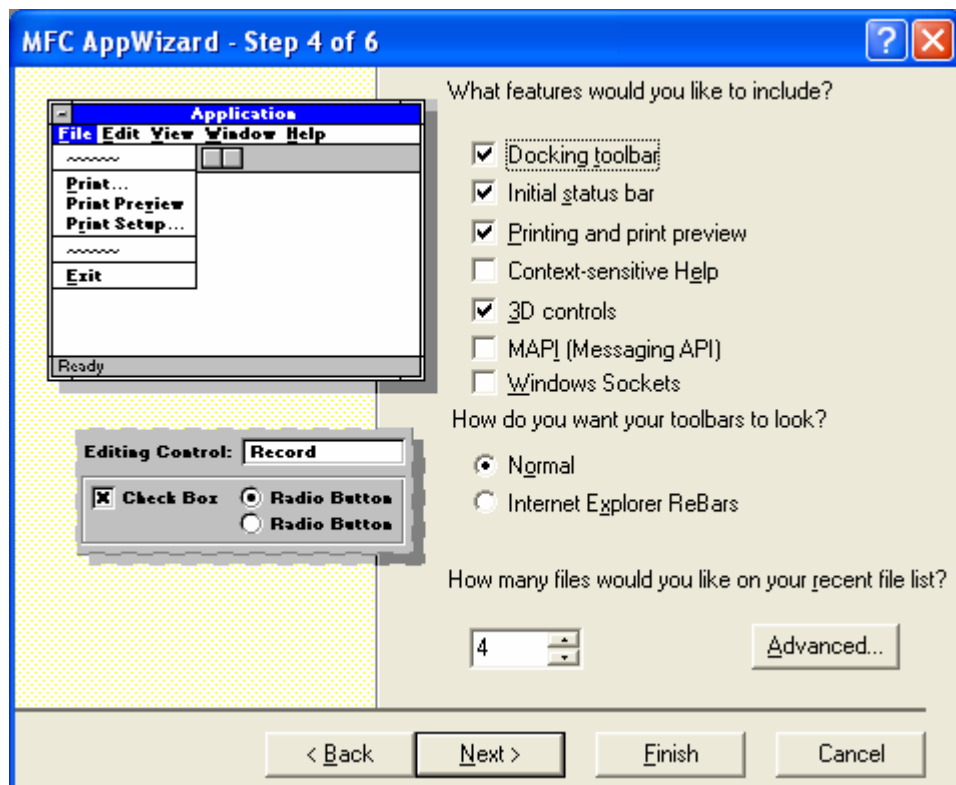 MFC AppWizard - Step 4 of 6
Application
File Edit View Window Help
Print...
Print Preview
Print Setup...
Exit
Ready
Editing Control: Record
Check Box Radio Button
Radio Button
What features would you like to include?
Docking toolbar
Initial status bar
Printing and print preview
Context-sensitive Help
3D controls
MAPI (Messaging API)
Windows Sockets
How do you want your toolbars to look?
Normal
Internet Explorer ReBars
How many files would you like on your recent file list?
4
Advanced...
< Back Next > Finish Cancel